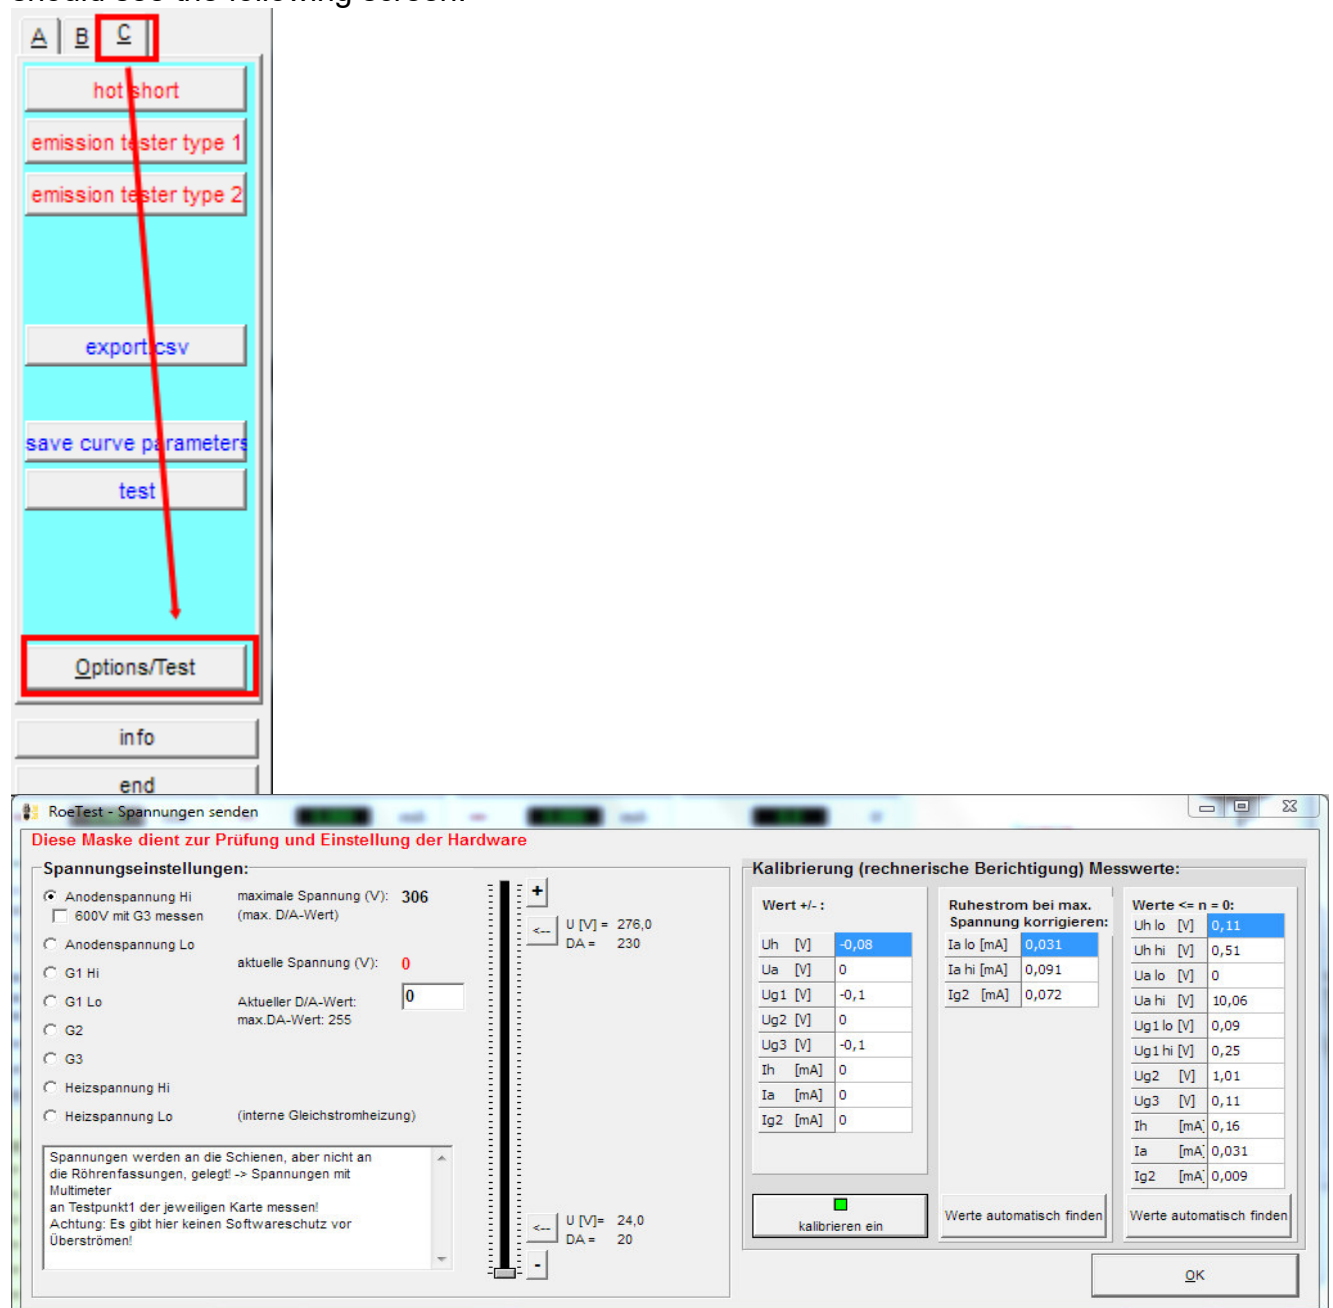 should see the following screen:
A B C
hot short
emission tester type 1
emission tester type 2
export csv
save curve parameters
test
Options/Test
info
end
RoeTest - Spannungen senden
Diese Maske dient zur Prüfung und Einstellung der Hardware
Spannungseinstellungen:
Anodenspannung Hi
600V mit G3 messen
Anodenspannung Lo
G1 Hi
G1 Lo
G2
G3
Heizspannung Hi
Heizspannung Lo
(interne Gleichstromheizung)
maximale Spannung (V): 306
(max. D/A-Wert)
aktuelle Spannung (V): 0
Aktueller D/A-Wert: 0
max.DA-Wert: 255
Spannungen werden an die Schienen, aber nicht an
die Röhrenfassungen, gelegt! -> Spannungen mit
Multimeter
an Testpunkt1 der jeweiligen Karte messen!
Achtung: Es gibt hier keinen Softwareschutz vor
Überströmen!
+
<-- U [V] = 276,0
DA = 230
<-- U [V]= 24,0
DA = 20
-
Kalibrierung (rechnerische Berichtigung) Messwerte:
Wert +/- :
Uh [V] -0,08
Ua [V] 0
Ug1 [V] -0,1
Ug2 [V] 0
Ug3 [V] -0,1
Ih [mA] 0
Ia [mA] 0
Ig2 [mA] 0
kalibrieren ein
Ruhestrom bei max.
Spannung korrigieren:
Ia lo [mA] 0,031
Ia hi [mA] 0,091
Ig2 [mA] 0,072
Werte automatisch finden
Werte <= n = 0:
Uh lo [V] 0,11
Uh hi [V] 0,51
Ua lo [V] 0
Ua hi [V] 10,06
Ug1 lo [V] 0,09
Ug1 hi [V] 0,25
Ug2 [V] 1,01
Ug3 [V] 0,11
Ih [mA] 0,16
Ia [mA] 0,031
Ig2 [mA] 0,009
Werte automatisch finden
OK